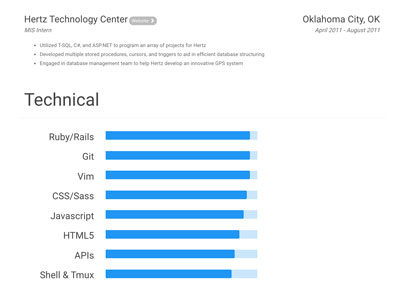 Hertz Technology Center Website Oklahoma City, OK
MIS Intern April 2011 - August 2011
Utilized T-SQL, C#, and ASP.NET to program an array of projects for Hertz
Developed multiple stored procedures, cursors, and triggers to aid in efficient database structuring
Engaged in database management team to help Hertz develop an innovative GPS system
Technical
Ruby/Rails
Git
Vim
CSS/Sass
Javascript
HTML5
APIs
Shell & Tmux